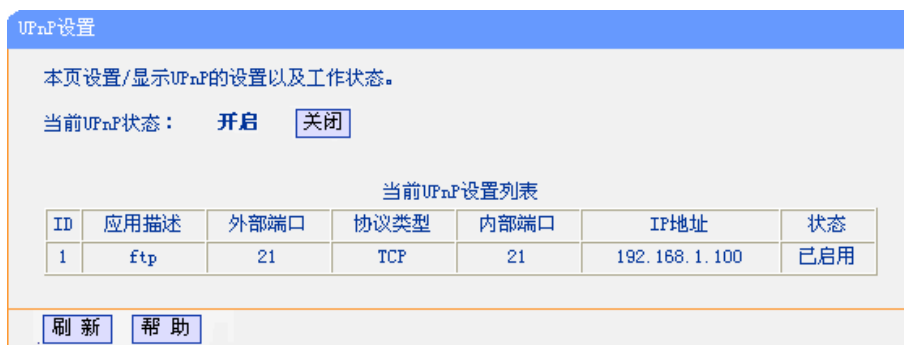 UPnP设置
本页设置/显示UPnP的设置以及工作状态。
当前UPnP状态： 开启 关闭
当前UPnP设置列表
ID 应用描述 外部端口 协议类型 内部端口 IP地址 状态
1 ftp 21 TCP 21 192.168.1.100 已启用
刷 新 帮 助